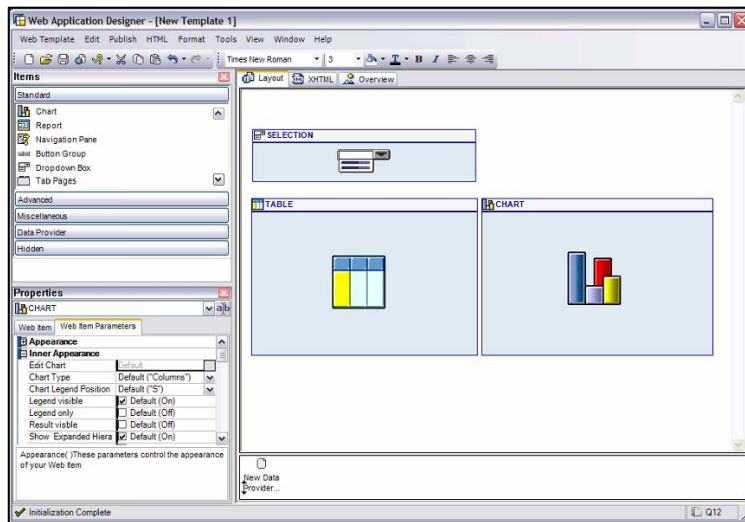 Web Application Designer - [New Template 1]
Web Template Edit Publish HTML Format Tools View Window Help
Times New Roman 3 T B I
Items
Standard
Chart
Report
Navigation Pane
Button Group
Dropdown Box
Tab Pages
Advanced
Miscellaneous
Data Provider
Hidden
Properties
CHART
Web Item Web Item Parameters
Appearance
Inner Appearance
Edit Chart Default
Chart Type Default ("Columns")
Chart Legend Position Default ("S")
Legend visible Default (On)
Legend only Default (Off)
Result visble Default (Off)
Show Expanded Hiera Default (On)
Appearance( )These parameters control the appearance
of your Web Item
Initialization Complete
Layout XHTML Overview
SELECTION
TABLE CHART
New Data
Provider...
Q12